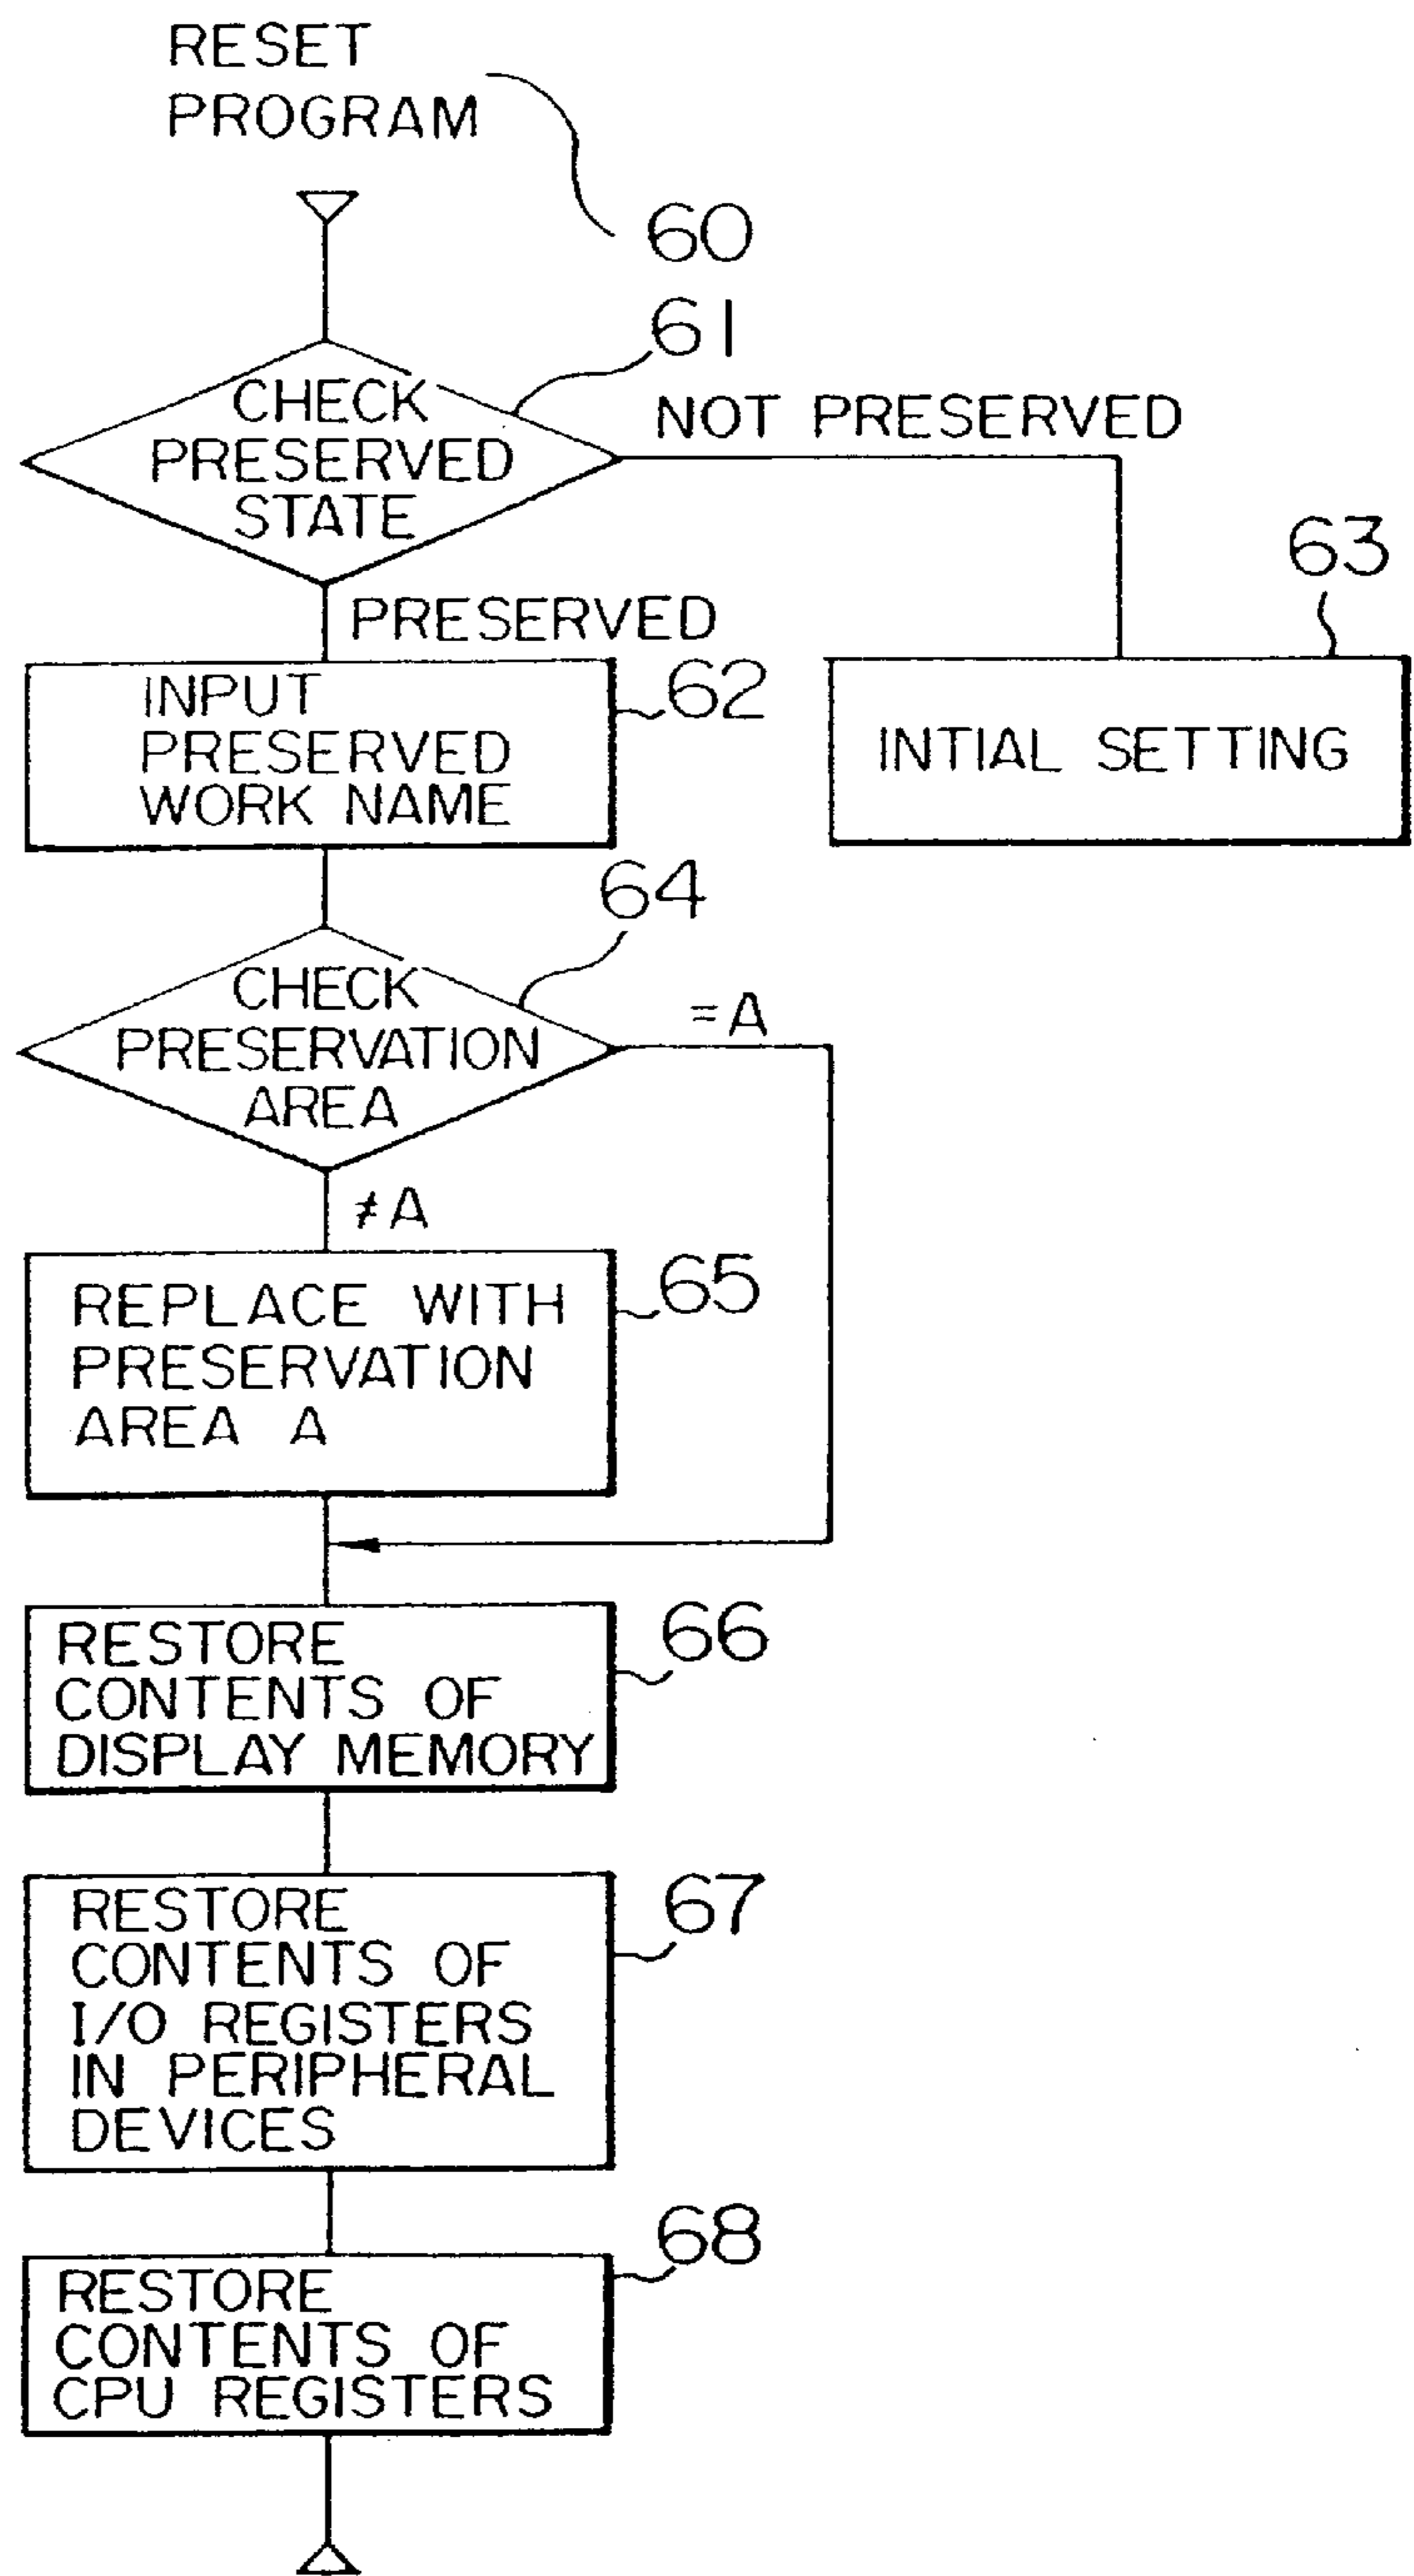 RESET
PROGRAM
60
61
CHECK
PRESERVED
STATE
NOT PRESERVED
PRESERVED
63
INTIAL SETTING
62
INPUT
PRESERVED
WORK NAME
64
CHECK
PRESERVATION
AREA
=A
≠A
65
REPLACE WITH
PRESERVATION
AREA A
66
RESTORE
CONTENTS OF
DISPLAY MEMORY
67
RESTORE
CONTENTS OF
I/O REGISTERS
IN PERIPHERAL
DEVICES
68
RESTORE
CONTENTS OF
CPU REGISTERS